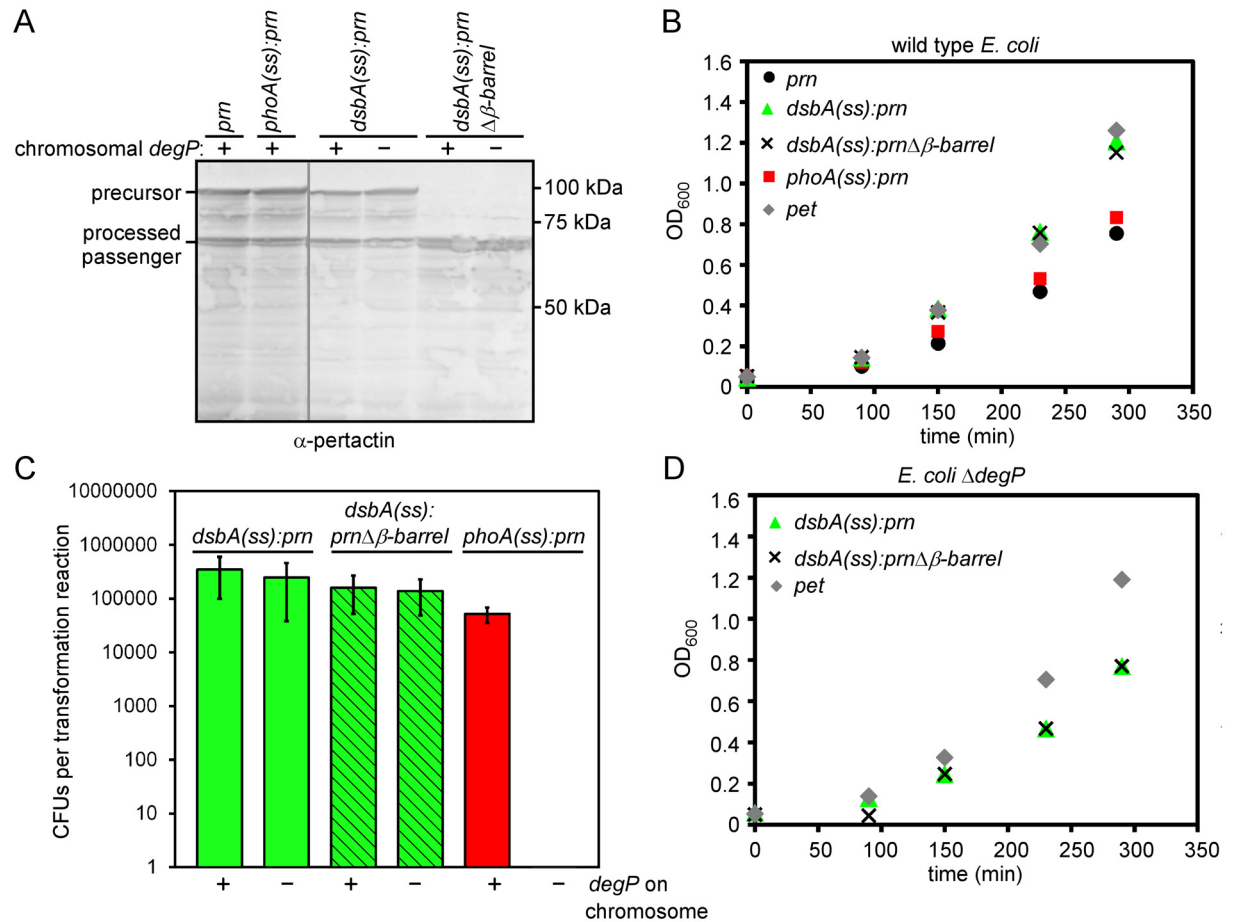 A
prn
phoA(ss):prn
dsbA(ss):prn
dsbA(ss):prn
Δβ-barrel
chromosomal degP:
+ + + − + −
precursor
processed
passenger
100 kDa
75 kDa
50 kDa
α-pertactin
B
wild type E. coli
prn
dsbA(ss):prn
dsbA(ss):prnΔβ-barrel
phoA(ss):prn
pet
OD600
1.6
1.4
1.2
1.0
0.8
0.6
0.4
0.2
0
0 50 100 150 200 250 300 350
time (min)
C
CFUs per transformation reaction
10000000
1000000
100000
10000
1000
100
10
1
dsbA(ss):prn
dsbA(ss):
prnΔβ-barrel
phoA(ss):prn
+ − + − + −
degP on
chromosome
D
E. coli ΔdegP
dsbA(ss):prn
dsbA(ss):prnΔβ-barrel
pet
OD600
1.6
1.4
1.2
1.0
0.8
0.6
0.4
0.2
0
0 50 100 150 200 250 300 350
time (min)